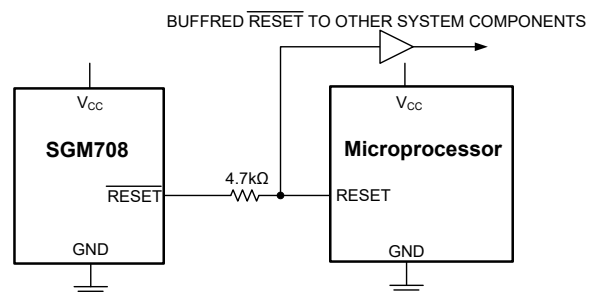 BUFFRED RESET TO OTHER SYSTEM COMPONENTS
VCC
SGM708
RESET
GND
4.7kΩ
VCC
Microprocessor
RESET
GND